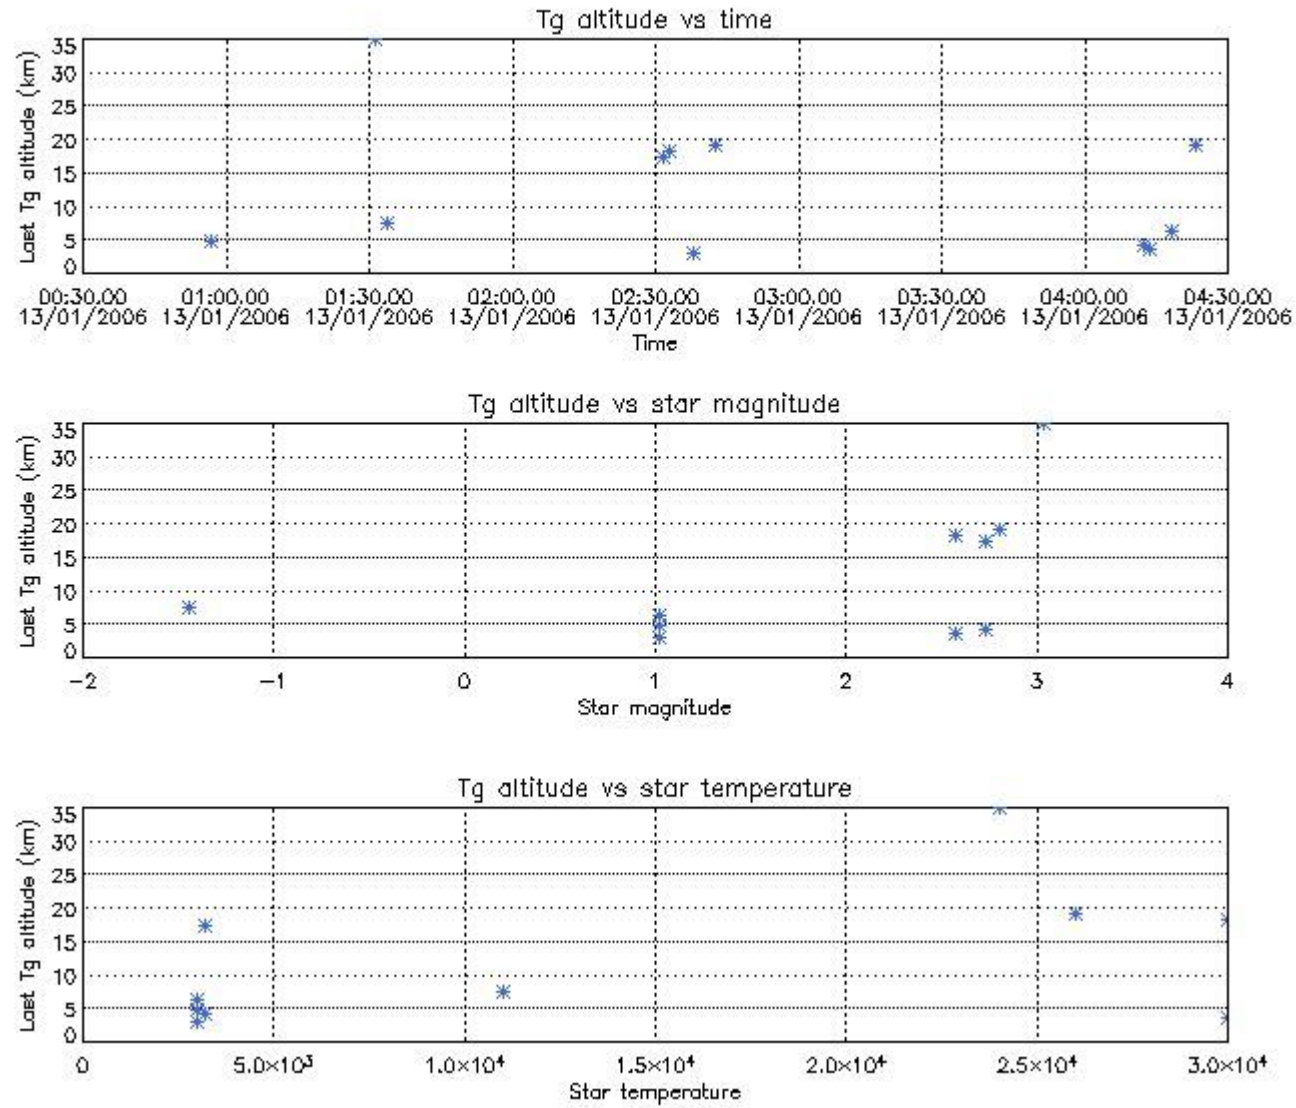 Tg altitude vs time
Last Tg altitude (km)
35
30
25
20
15
10
5
0
00:30.00 01:00.00 01:30.00 02:00.00 02:30.00 03:00.00 03:30.00 04:00.00 04:30.00
13/01/2006 13/01/2006 13/01/2006 13/01/2006 13/01/2006 13/01/2006 13/01/2006 13/01/2006 13/01/2006
Time
Tg altitude vs star magnitude
Last Tg altitude (km)
35
30
25
20
15
10
5
0
−2 −1 0 1 2 3 4
Star magnitude
Tg altitude vs star temperature
Last Tg altitude (km)
35
30
25
20
15
10
5
0
0 5.0×10³ 1.0×10⁴ 1.5×10⁴ 2.0×10⁴ 2.5×10⁴ 3.0×10⁴
Star temperature